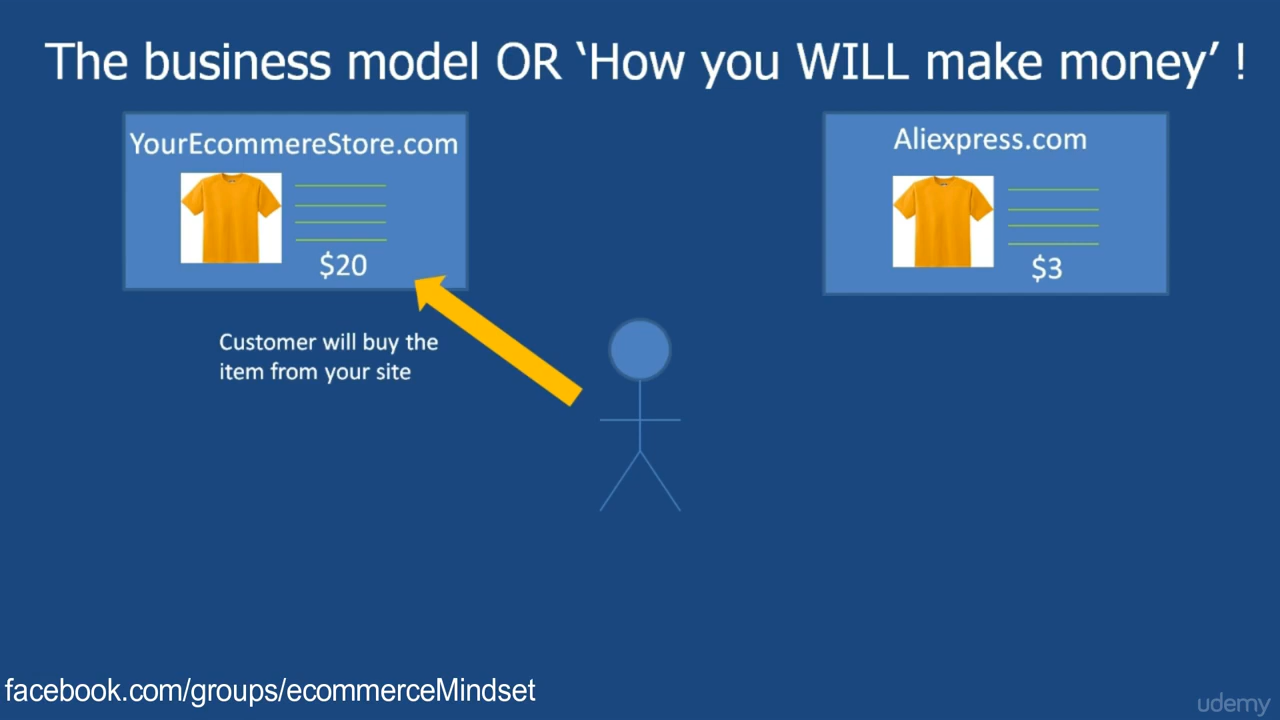 The business model OR ‘How you WILL make money’ !
YourEcommereStore.com
$20
Aliexpress.com
$3
Customer will buy the
item from your site
facebook.com/groups/ecommerceMindset
udemy